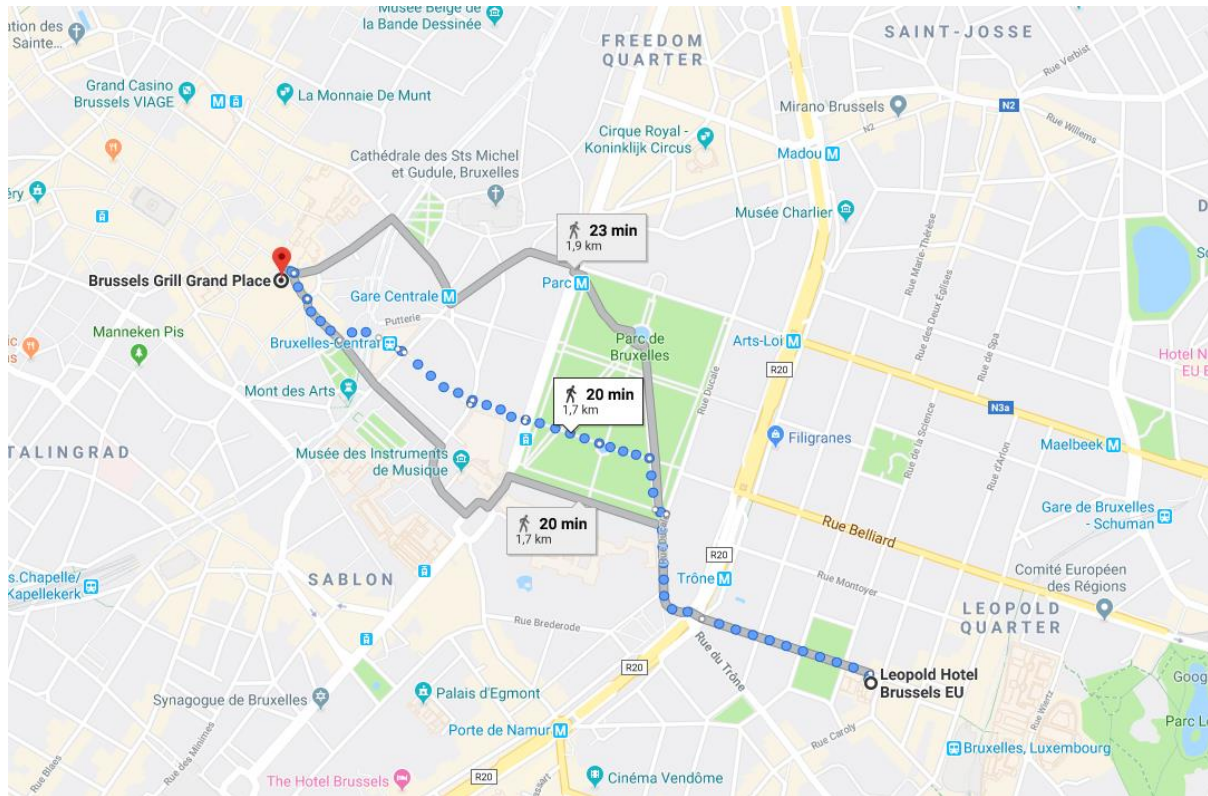 Musée Belge de
la Bande Dessinée
ation des
Sainte...
FREEDOM
QUARTER
SAINT-JOSSE
Rue Verbist
Grand Casino
Brussels VIAGE
M
La Monnaie De Munt
Mirano Brussels
N2
N2
Rue Willems
Cirque Royal -
Koninklijk Circus
Madou M
Cathédrale des Sts Michel
et Gudule, Bruxelles
éry
Musée Charlier
D
23 min
1,9 km
Rue Marie-Thérèse
Rue des Deux Églises
Brussels Grill Grand Place
Parc M
Gare Centrale M
Putterie
Manneken Pis
Bruxelles-Central
Parc de
Bruxelles
Arts-Loi M
Rue de Spa
Hotel N
EU B
R20
Rue Ducale
Mont des Arts
20 min
1,7 km
N3a
Filigranes
Rue de la Science
Rue d'Arlon
Maelbeek M
TALINGRAD
Musée des Instruments
de Musique
Gare de Bruxelles
- Schuman
20 min
1,7 km
Rue Belliard
R20
s.Chapelle/
Kapellekerk
SABLON
Trône M
Rue Montoyer
Comité Européen
des Régions
LEOPOLD
QUARTER
Rue Brederode
Rue du Trône
R20
Leopold Hotel
Brussels EU
Goog
Synagogue de Bruxelles
Palais d'Egmont
Rue Wiertz
Parc Le
Porte de Namur M
Rue Caroly
Bruxelles, Luxembourg
Rue des Minimes
Rue Blaes
The Hotel Brussels
R20
Cinéma Vendôme